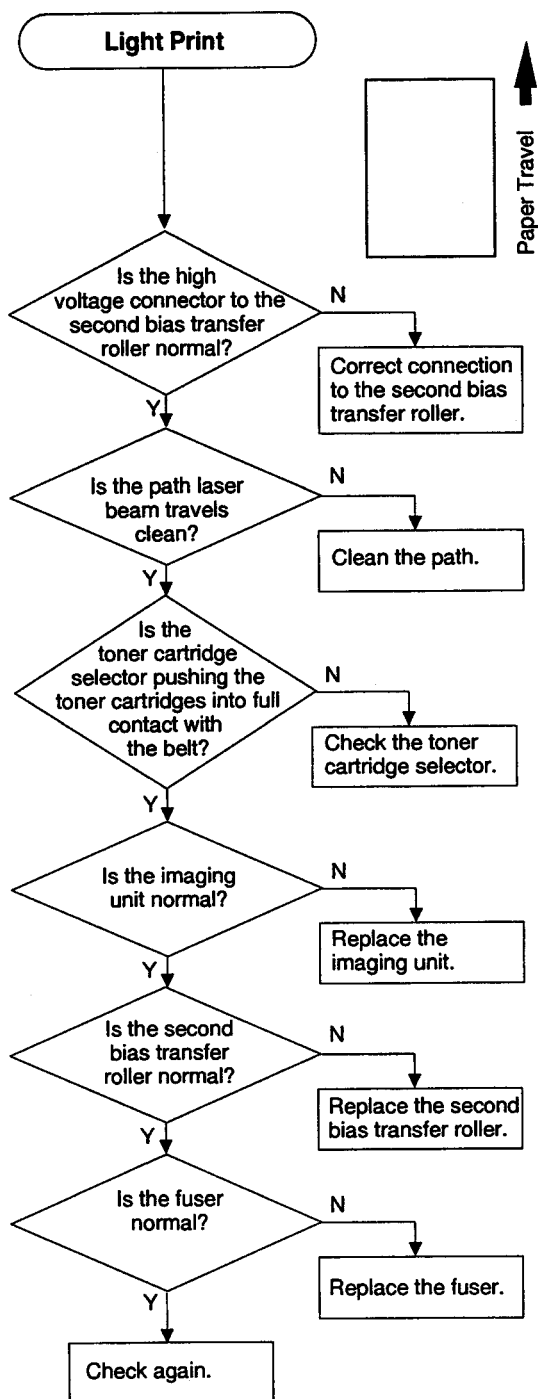 Light Print
Paper Travel
Is the high
voltage connector to the
second bias transfer
roller normal?
N
Correct connection
to the second bias
transfer roller.
Y
Is the path laser
beam travels
clean?
N
Clean the path.
Y
Is the
toner cartridge
selector pushing the
toner cartridges into full
contact with
the belt?
N
Check the toner
cartridge selector.
Y
Is the imaging
unit normal?
N
Replace the
imaging unit.
Y
Is the second
bias transfer
roller normal?
N
Replace the second
bias transfer roller.
Y
Is the fuser
normal?
N
Replace the fuser.
Y
Check again.